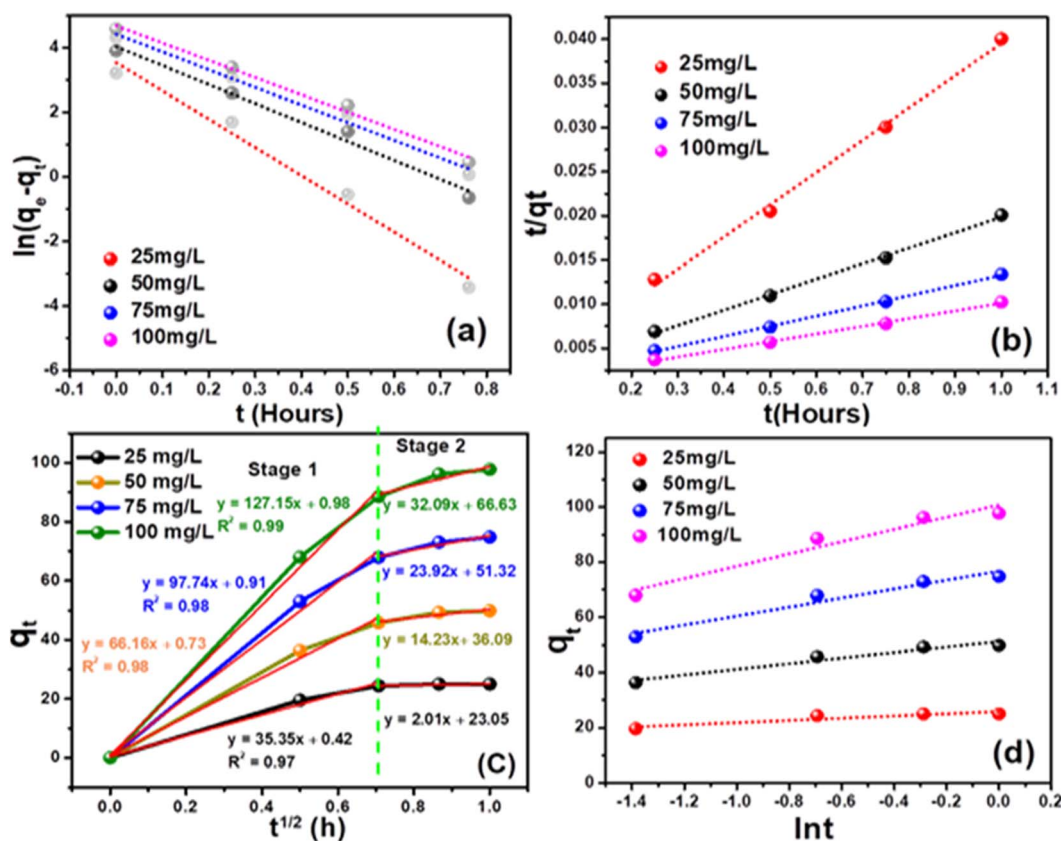 4
2
0
-2
-4
-6
ln(qe-qt)
25mg/L
50mg/L
75mg/L
100mg/L
(a)
-0.1 0.0 0.1 0.2 0.3 0.4 0.5 0.6 0.7 0.8
t (Hours)
0.040
0.035
0.030
0.025
0.020
0.015
0.010
0.005
t/qt
25mg/L
50mg/L
75mg/L
100mg/L
(b)
0.2 0.3 0.4 0.5 0.6 0.7 0.8 0.9 1.0 1.1
t(Hours)
100
80
60
40
20
0
qt
25 mg/L
50 mg/L
75 mg/L
100 mg/L
Stage 1
Stage 2
y = 127.15x + 0.98
R² = 0.99
32.09x + 66.63
y = 97.74x + 0.91
R² = 0.98
y = 23.92x + 51.32
y = 66.16x + 0.73
R² = 0.98
y = 14.23x + 36.09
y = 35.35x + 0.42
R² = 0.97
y = 2.01x + 23.05
(C)
0.0 0.2 0.4 0.6 0.8 1.0
t1/2 (h)
120
100
80
60
40
20
0
qt
25mg/L
50mg/L
75mg/L
100mg/L
(d)
-1.4 -1.2 -1.0 -0.8 -0.6 -0.4 -0.2 0.0 0.2
lnt